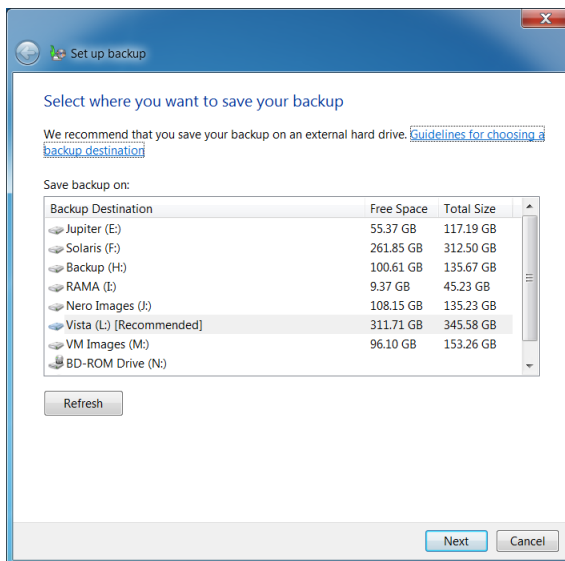 Set up backup
Select where you want to save your backup
We recommend that you save your backup on an external hard drive. Guidelines for choosing a
backup destination
Save backup on:
Backup Destination Free Space Total Size
Jupiter (E:) 55.37 GB 117.19 GB
Solaris (F:) 261.85 GB 312.50 GB
Backup (H:) 100.61 GB 135.67 GB
RAMA (I:) 9.37 GB 45.23 GB
Nero Images (J:) 108.15 GB 135.23 GB
Vista (L:) [Recommended] 311.71 GB 345.58 GB
VM Images (M:) 96.10 GB 153.26 GB
BD-ROM Drive (N:)
Refresh
Next Cancel